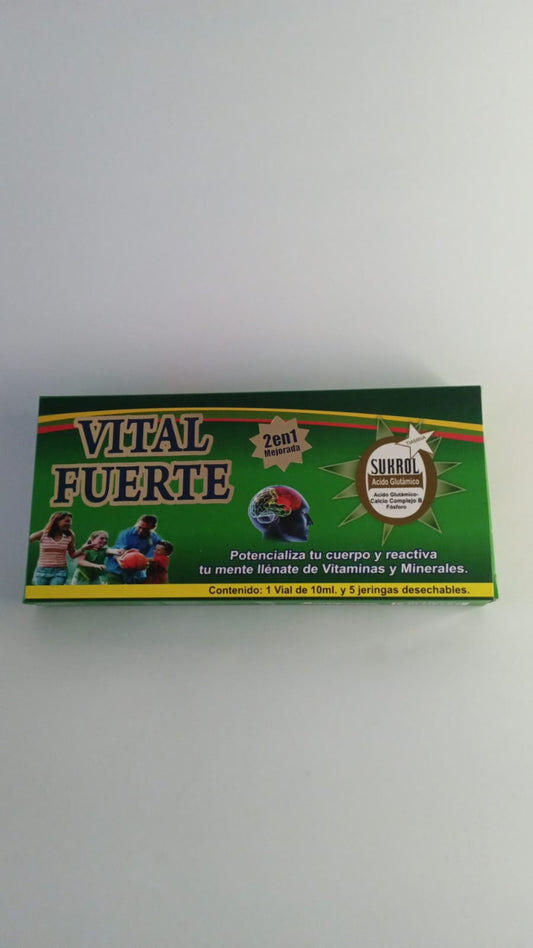 VITAL
FUERTE
2en1
Mejorada
TIAMINA
SUKROL
Acido Glutámico
Acido Glutámico-
Calcio Complejo B
Fósforo
Potencializa tu cuerpo y reactiva
tu mente llénate de Vitaminas y Minerales.
Contenido: 1 Vial de 10ml. y 5 jeringas desechables.